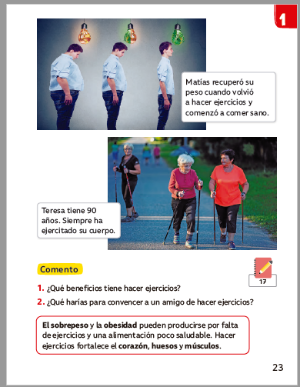 1
Matías recuperó su
peso cuando volvió
a hacer ejercicios y
comenzó a comer sano.
Teresa tiene 90
años. Siempre ha
ejercitado su cuerpo.
Comento
17
1. ¿Qué beneficios tiene hacer ejercicios?
2. ¿Qué harías para convencer a un amigo de hacer ejercicios?
El sobrepeso y la obesidad pueden producirse por falta
de ejercicios y una alimentación poco saludable. Hacer
ejercicios fortalece el corazón, huesos y músculos.
23